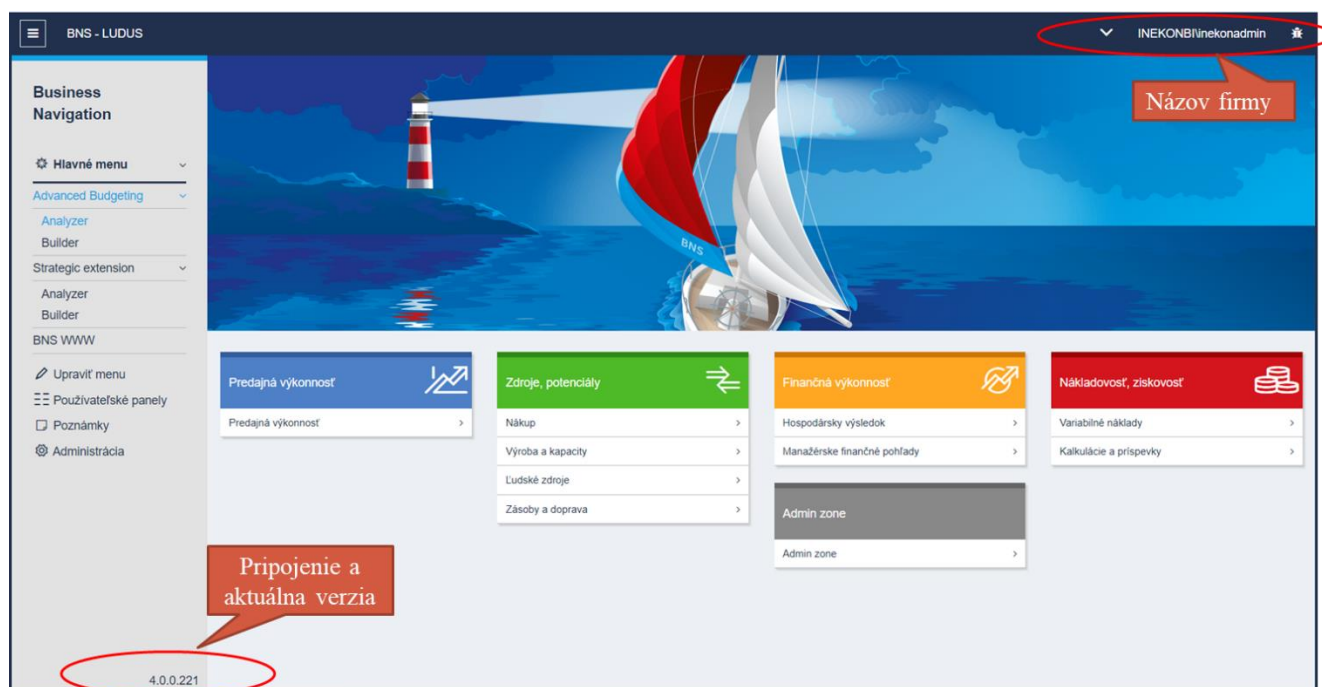 BNS - LUDUS
INEKONBI\inekonadmin
Názov firmy
Business
Navigation
Hlavné menu
Advanced Budgeting
Analyzer
Builder
Strategic extension
Analyzer
Builder
BNS WWW
Upraviť menu
Používateľské panely
Poznámky
Administrácia
BNS
Predajná výkonnosť
Predajná výkonnosť
Zdroje, potenciály
Nákup
Výroba a kapacity
Ľudské zdroje
Zásoby a doprava
Finančná výkonnosť
Hospodársky výsledok
Manažérske finančné pohľady
Nákladovosť, ziskovosť
Variabilné náklady
Kalkulácie a príspevky
Admin zone
Admin zone
Pripojenie a
aktuálna verzia
4.0.0.221